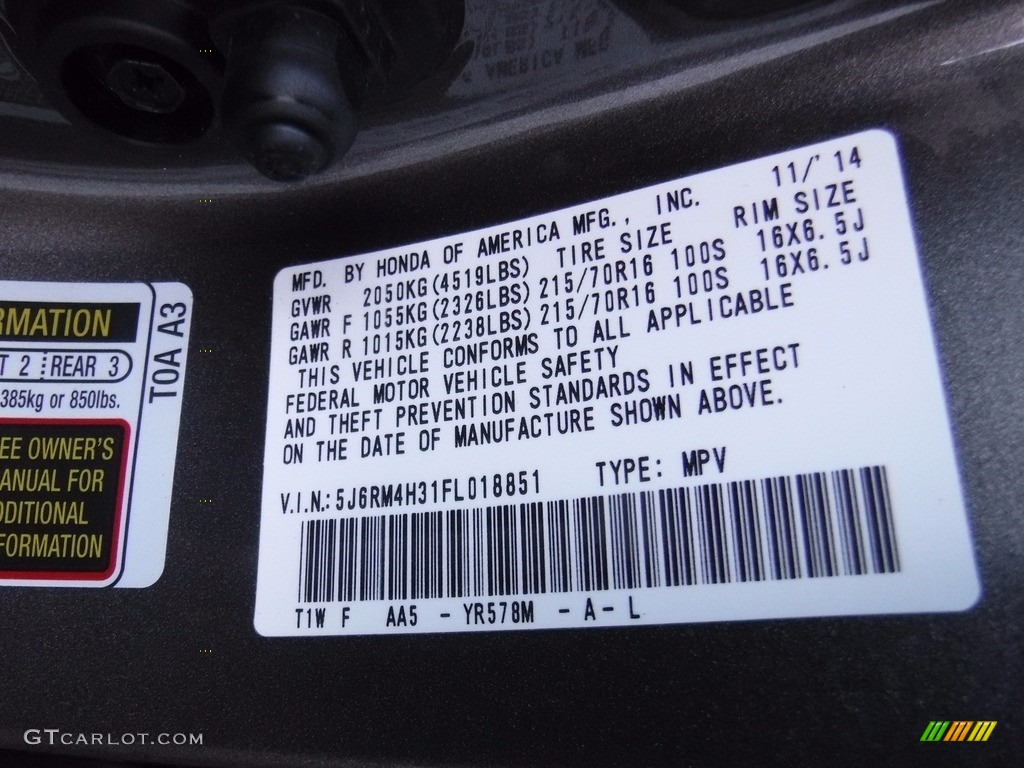 AMERICA MFG
RMATION
T 2 REAR 3
385kg or 850lbs.
EE OWNER'S
ANUAL FOR
DDITIONAL
FORMATION
TOA A3
MFD. BY HONDA OF AMERICA MFG., INC. 11/'14
GVWR 2050KG(4519LBS) TIRE SIZE RIM SIZE
GAWR F 1055KG(2326LBS)215/70R16 100S 16X6.5J
GAWR R 1015KG(2238LBS)215/70R16 100S 16X6.5J
THIS VEHICLE CONFORMS TO ALL APPLICABLE
FEDERAL MOTOR VEHICLE SAFETY
AND THEFT PREVENTION STANDARDS IN EFFECT
ON THE DATE OF MANUFACTURE SHOWN ABOVE.
V.I.N.:5J6RM4H31FL018851 TYPE: MPV
T1W F AA5 - YR578M - A - L
GTCARLOT.COM